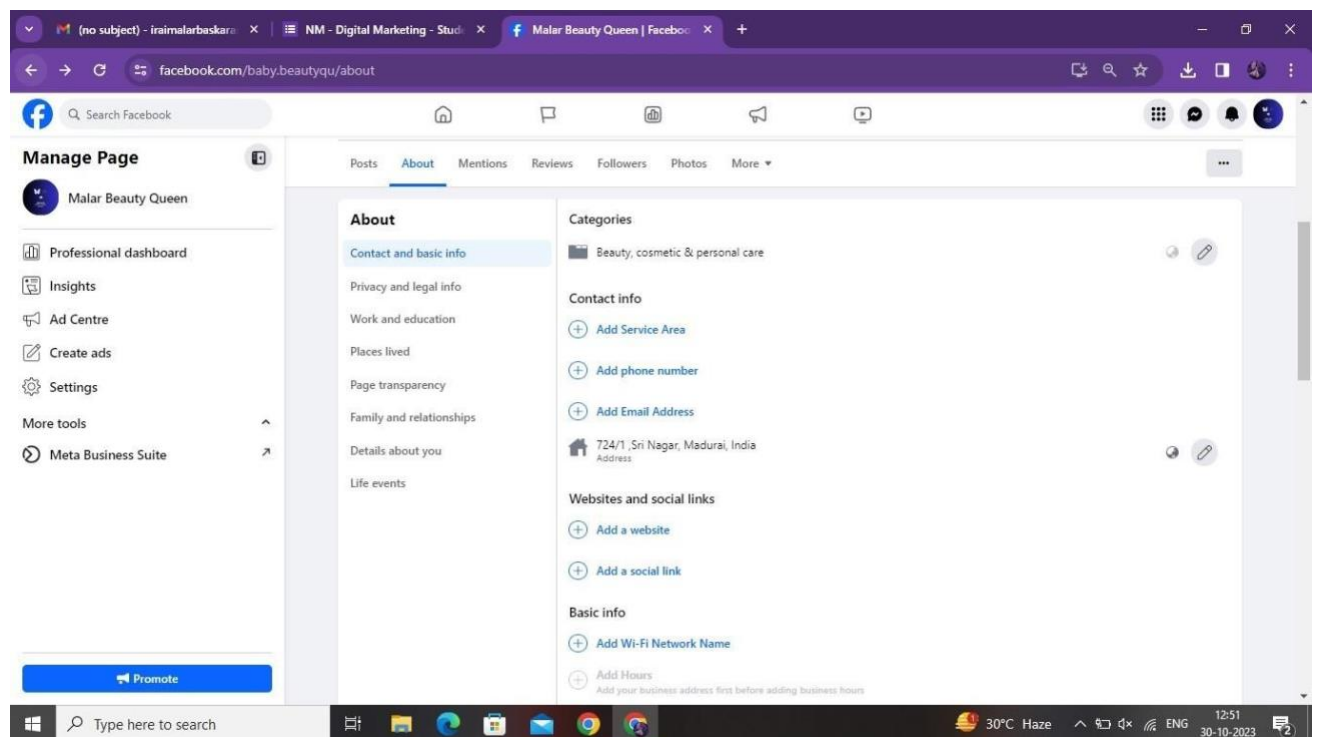 (no subject) - iraimalarbaskara
NM - Digital Marketing - Stud
Malar Beauty Queen | Faceboo
facebook.com/baby.beautyqu/about
Search Facebook
Manage Page
Malar Beauty Queen
Professional dashboard
Insights
Ad Centre
Create ads
Settings
More tools
Meta Business Suite
Promote
Posts About Mentions Reviews Followers Photos More
About
Contact and basic info
Privacy and legal info
Work and education
Places lived
Page transparency
Family and relationships
Details about you
Life events
Categories
Beauty, cosmetic & personal care
Contact info
Add Service Area
Add phone number
Add Email Address
724/1 ,Sri Nagar, Madurai, India
Address
Websites and social links
Add a website
Add a social link
Basic info
Add Wi-Fi Network Name
Add Hours
Add your business address first before adding business hours
Type here to search
30°C Haze
ENG
12:51
30-10-2023
2